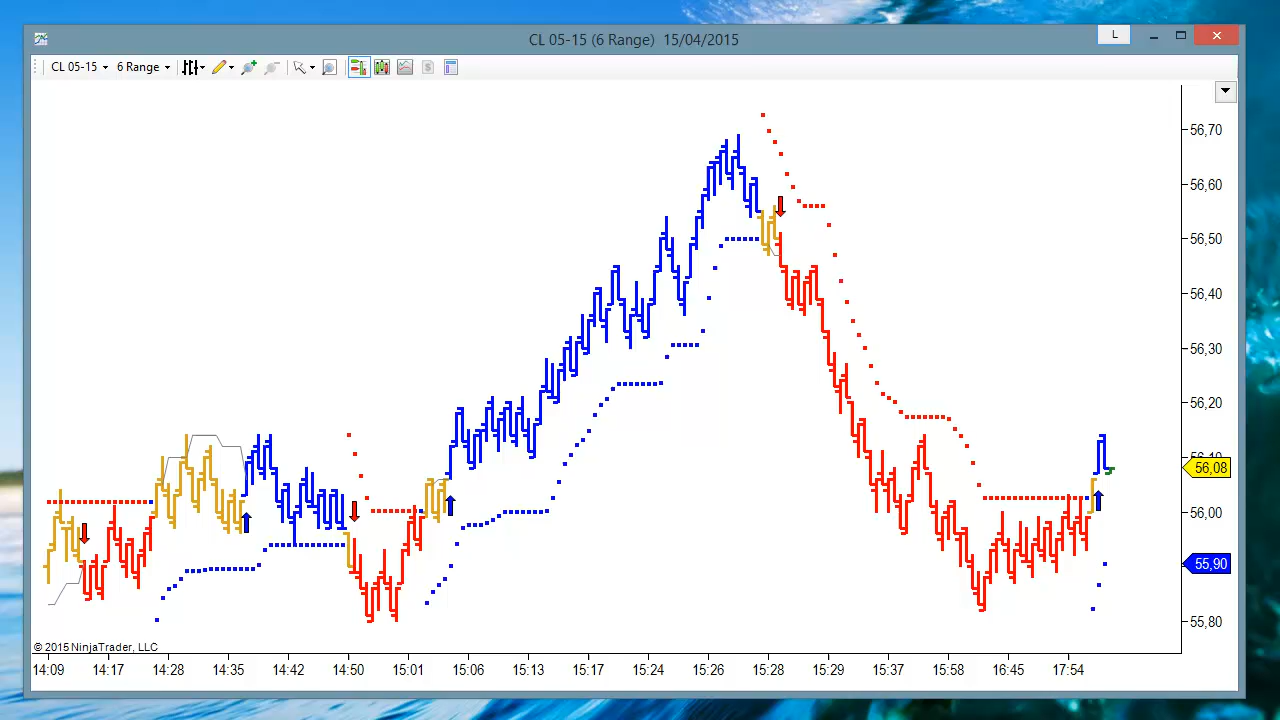 CL 05-15 (6 Range) 15/04/2015
L
CL 05-15 6 Range
$
56,70
56,60
56,50
56,40
56,30
56,20
56,08
56,00
55,90
55,80
© 2015 NinjaTrader, LLC
14:09 14:17 14:28 14:35 14:42 14:50 15:01 15:06 15:13 15:17 15:24 15:26 15:28 15:29 15:37 15:58 16:45 17:54